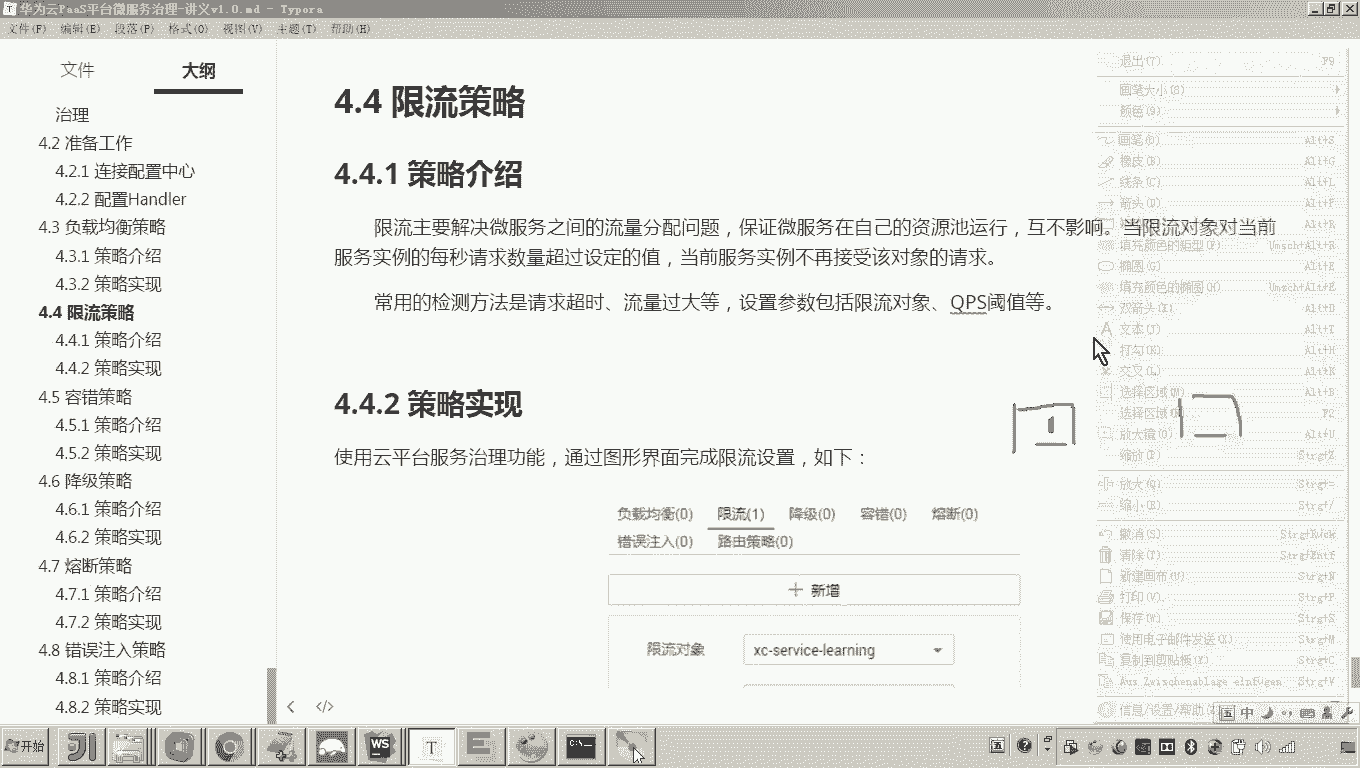 华为云PaaS平台微服务治理-讲义v1.0.md - Typora
文件(F) 编辑(E) 段落(P) 格式(O) 视图(V) 主题(T) 帮助(H)
文件 大纲
治理
4.2 准备工作
4.2.1 连接配置中心
4.2.2 配置Handler
4.3 负载均衡策略
4.3.1 策略介绍
4.3.2 策略实现
4.4 限流策略
4.4.1 策略介绍
4.4.2 策略实现
4.5 容错策略
4.5.1 策略介绍
4.5.2 策略实现
4.6 降级策略
4.6.1 策略介绍
4.6.2 策略实现
4.7 熔断策略
4.7.1 策略介绍
4.7.2 策略实现
4.8 错误注入策略
4.8.1 策略介绍
4.8.2 策略实现
4.4 限流策略
4.4.1 策略介绍
限流主要解决微服务之间的流量分配问题，保证微服务在自己的资源池运行，互不影响。当限流对象对当前
服务实例的每秒请求数量超过设定的值，当前服务实例不再接受该对象的请求。
常用的检测方法是请求超时、流量过大等，设置参数包括限流对象、QPS阈值等。
4.4.2 策略实现
使用云平台服务治理功能，通过图形界面完成限流设置，如下：
负载均衡(0) 限流(1) 降级(0) 容错(0) 熔断(0)
错误注入(0) 路由策略(0)
新增
限流对象 xc-service-learning
退出(7) F9
画笔大小(8)
颜色(9)
画笔(0) Alt+S
橡皮(B) Alt+G
线条(C) Alt+L
箭头(D) Alt+P
填充颜色的矩型(F) Umsch+Alt+R
椭圆(G) Alt+E
填充颜色的椭圆(H) Umsch+Alt+E
双箭头(I) Alt+D
文本(J) Alt+T
打勾(K) Alt+H
交叉(L) Alt+K
选择区域(M) Alt+B
选择区域 F2
放大镜(O) Alt+U
缩放(P) Strg+Z
放大(Q) Strg+
缩小(R) Strg+/
撤消(S)
清除(T) Strg+Entf
新建画布(U) Strg+N
打印(V) Strg+P
保存(W) Strg+S
使用电子邮件发送(X) Strg+M
复制到剪贴板(Y) Strg+C
Aus Zwischenablage einfügen Strg+V
信息/设置/帮助
五 中
开始